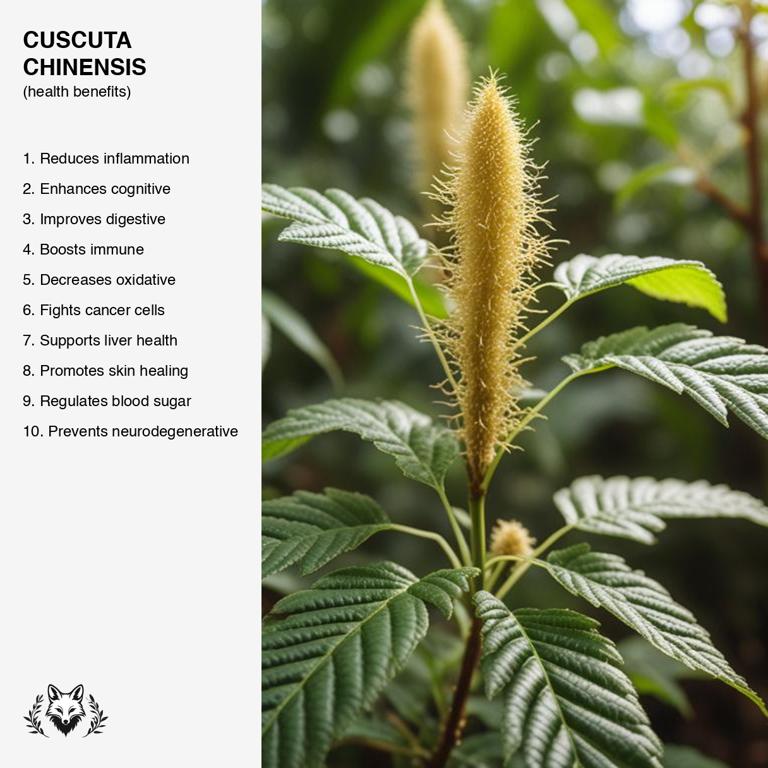 CUSCUTA
CHINENSIS
(health benefits)
1. Reduces inflammation
2. Enhances cognitive
3. Improves digestive
4. Boosts immune
5. Decreases oxidative
6. Fights cancer cells
7. Supports liver health
8. Promotes skin healing
9. Regulates blood sugar
10. Prevents neurodegenerative